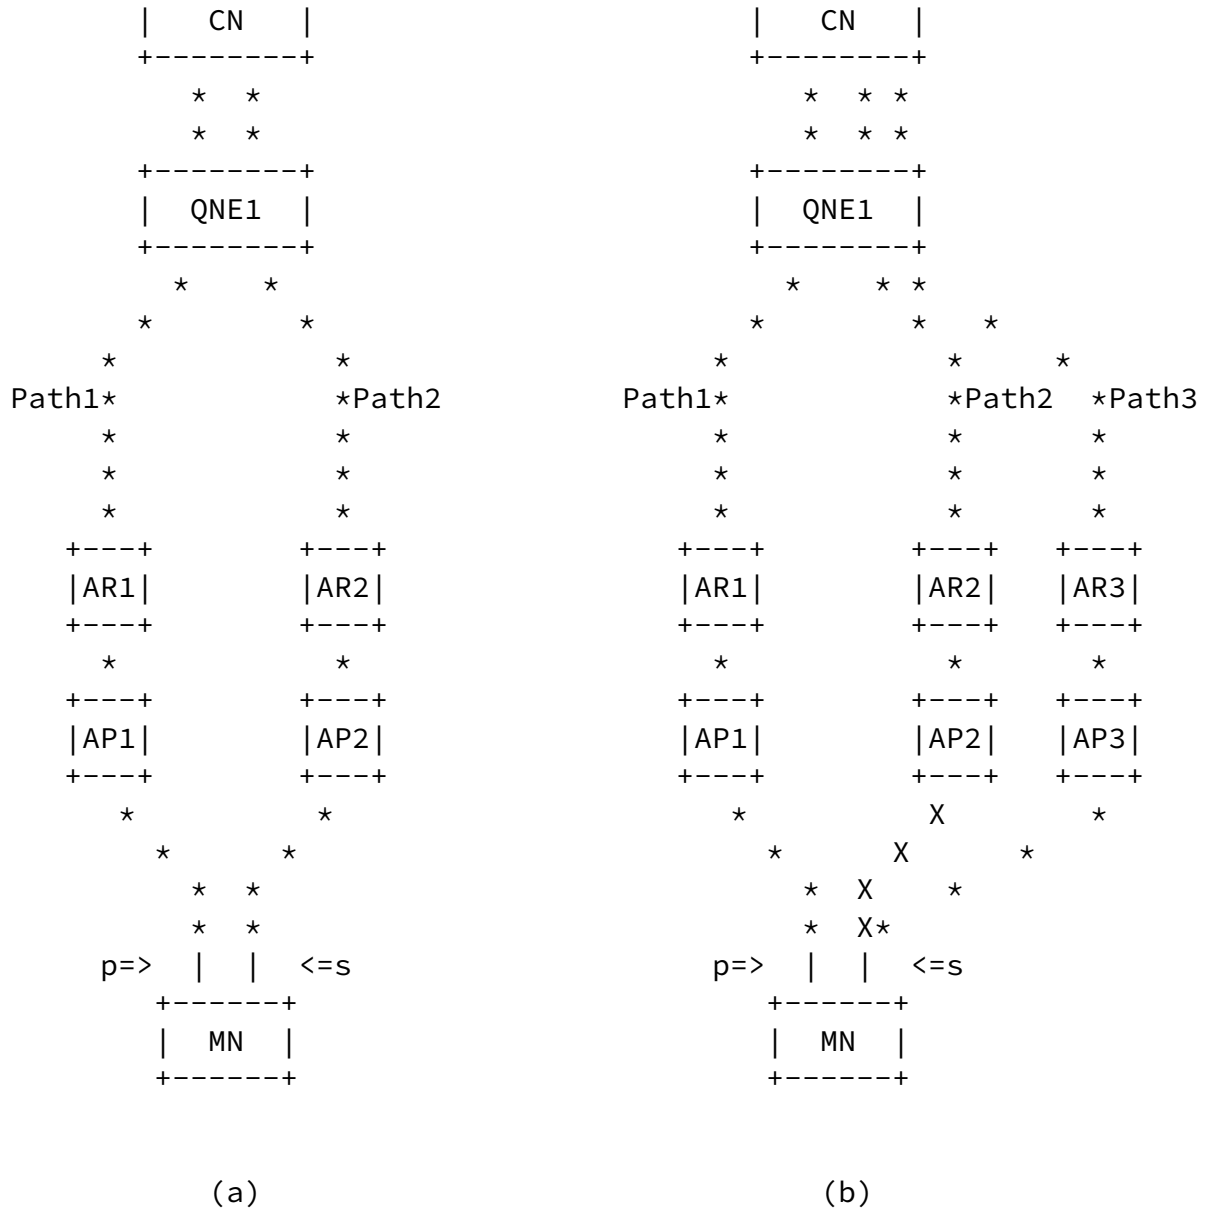 |   CN   |                         |   CN   |
+--------+                        +--------+
*  *                              *  * *
*  *                              *  * *
+--------+                        +--------+
|  QNE1  |                        |  QNE1  |
+--------+                        +--------+
*    *                            *    * *
*        *                        *        *   *
*            *                    *            *     *
Path1*            *Path2          Path1*            *Path2  *Path3
*            *                    *            *       *
*            *                    *            *       *
*            *                    *            *       *
+---+        +---+                +---+        +---+   +---+
|AR1|        |AR2|                |AR1|        |AR2|   |AR3|
+---+        +---+                +---+        +---+   +---+
*            *                    *            *       *
+---+        +---+                +---+        +---+   +---+
|AP1|        |AP2|                |AP1|        |AP2|   |AP3|
+---+        +---+                +---+        +---+   +---+
*          *                      *          X        *
*      *                          *      X      *
*  *                              *  X    *
*  *                              *  X*
p=>  |  |  <=s                    p=>  |  |  <=s
+------+                          +------+
|  MN  |                          |  MN  |
+------+                          +------+
(a)                               (b)